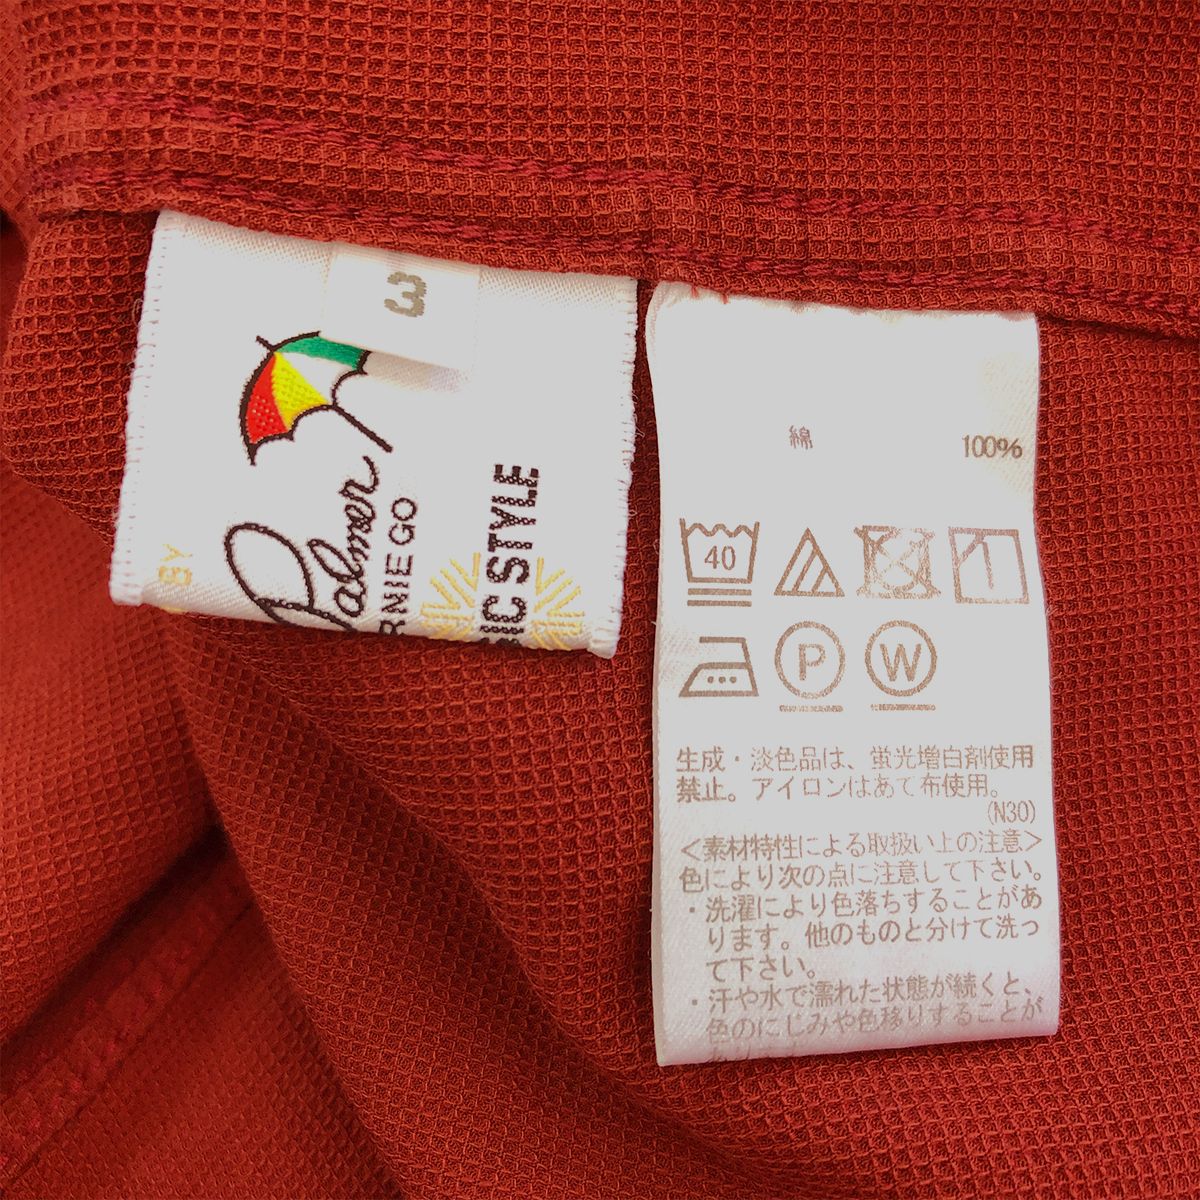 3
BY
Palmer
RNIE GO
SIC STYLE
綿 100%
40
P W
生成・淡色品は、蛍光増白剤使用
禁止。アイロンはあて布使用。
(N30)
<素材特性による取扱い上の注意>
色により次の点に注意して下さい。
・洗濯により色落ちすることがあ
ります。他のものと分けて洗っ
て下さい。
・汗や水で濡れた状態が続くと、
色のにじみや色移りすることが